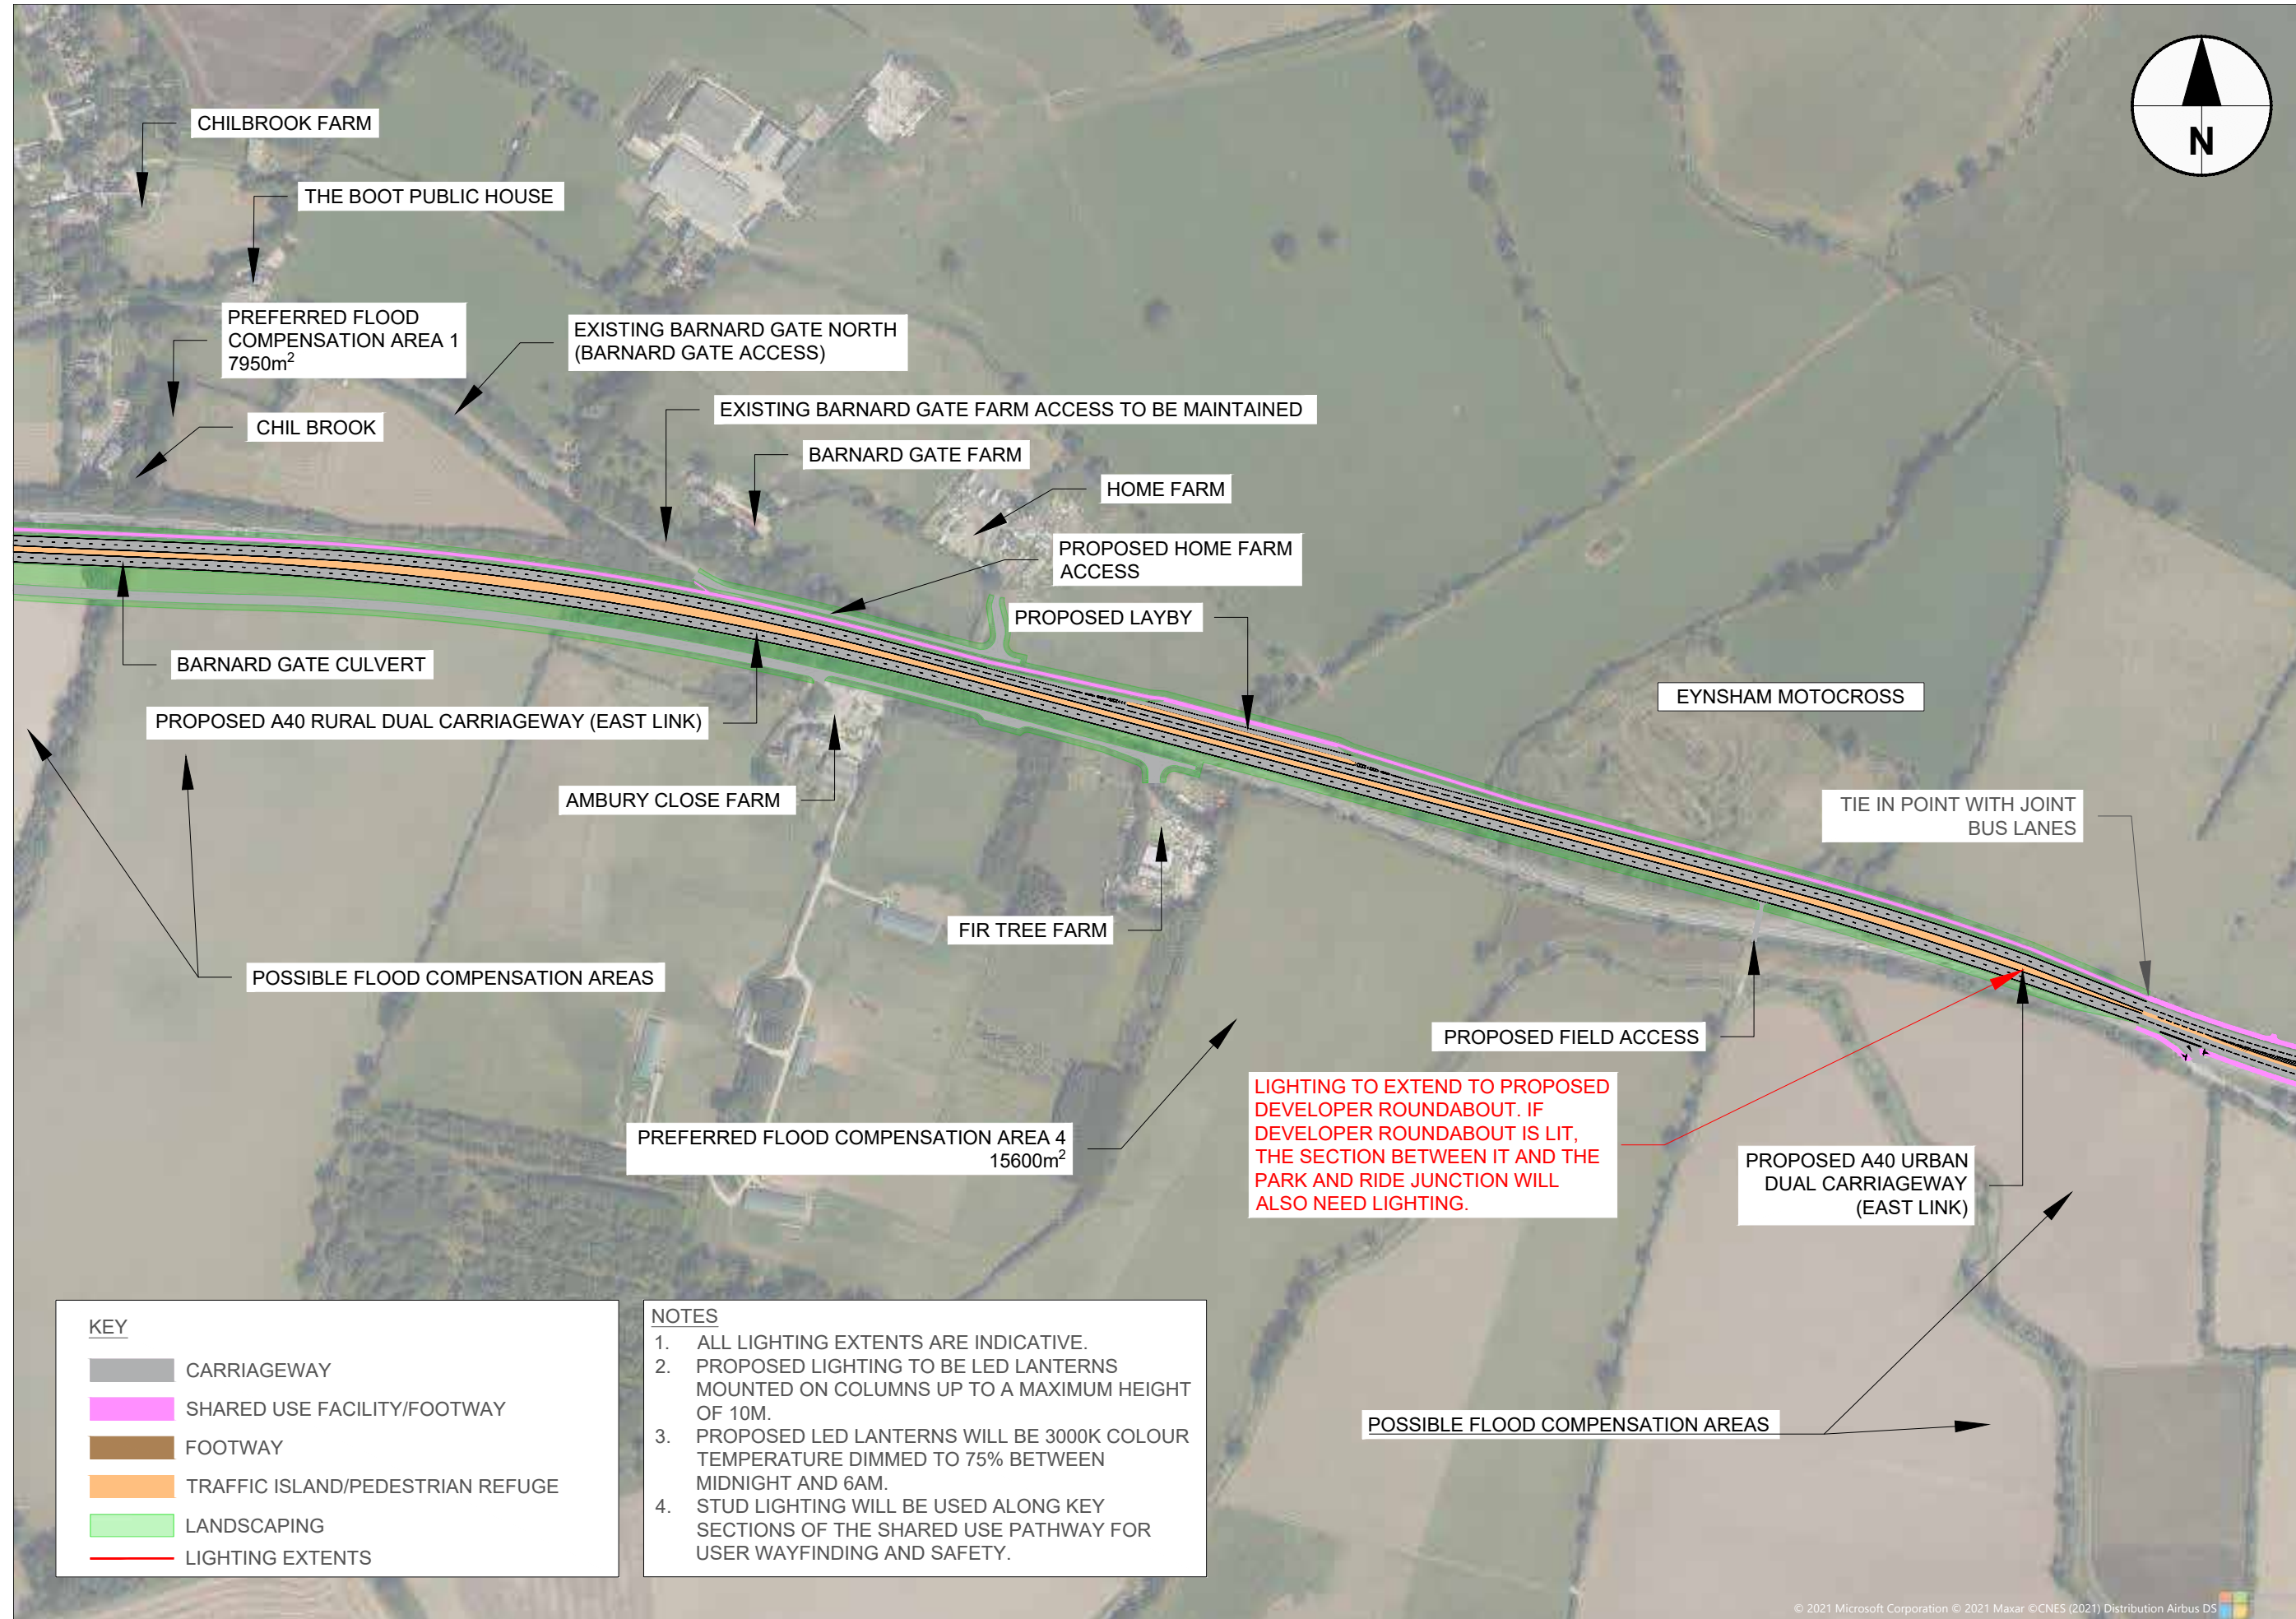 N
CHILBROOK FARM
THE BOOT PUBLIC HOUSE
PREFERRED FLOOD
COMPENSATION AREA 1
7950m²
EXISTING BARNARD GATE NORTH
(BARNARD GATE ACCESS)
CHIL BROOK
EXISTING BARNARD GATE FARM ACCESS TO BE MAINTAINED
BARNARD GATE FARM
HOME FARM
PROPOSED HOME FARM
ACCESS
PROPOSED LAYBY
BARNARD GATE CULVERT
EYNSHAM MOTOCROSS
PROPOSED A40 RURAL DUAL CARRIAGEWAY (EAST LINK)
AMBURY CLOSE FARM
TIE IN POINT WITH JOINT
BUS LANES
FIR TREE FARM
POSSIBLE FLOOD COMPENSATION AREAS
PROPOSED FIELD ACCESS
LIGHTING TO EXTEND TO PROPOSED
DEVELOPER ROUNDABOUT. IF
DEVELOPER ROUNDABOUT IS LIT,
THE SECTION BETWEEN IT AND THE
PARK AND RIDE JUNCTION WILL
ALSO NEED LIGHTING.
PREFERRED FLOOD COMPENSATION AREA 4
15600m²
PROPOSED A40 URBAN
DUAL CARRIAGEWAY
(EAST LINK)
POSSIBLE FLOOD COMPENSATION AREAS
KEY
CARRIAGEWAY
SHARED USE FACILITY/FOOTWAY
FOOTWAY
TRAFFIC ISLAND/PEDESTRIAN REFUGE
LANDSCAPING
LIGHTING EXTENTS
NOTES
1. ALL LIGHTING EXTENTS ARE INDICATIVE.
2. PROPOSED LIGHTING TO BE LED LANTERNS
MOUNTED ON COLUMNS UP TO A MAXIMUM HEIGHT
OF 10M.
3. PROPOSED LED LANTERNS WILL BE 3000K COLOUR
TEMPERATURE DIMMED TO 75% BETWEEN
MIDNIGHT AND 6AM.
4. STUD LIGHTING WILL BE USED ALONG KEY
SECTIONS OF THE SHARED USE PATHWAY FOR
USER WAYFINDING AND SAFETY.
© 2021 Microsoft Corporation © 2021 Maxar ©CNES (2021) Distribution Airbus DS